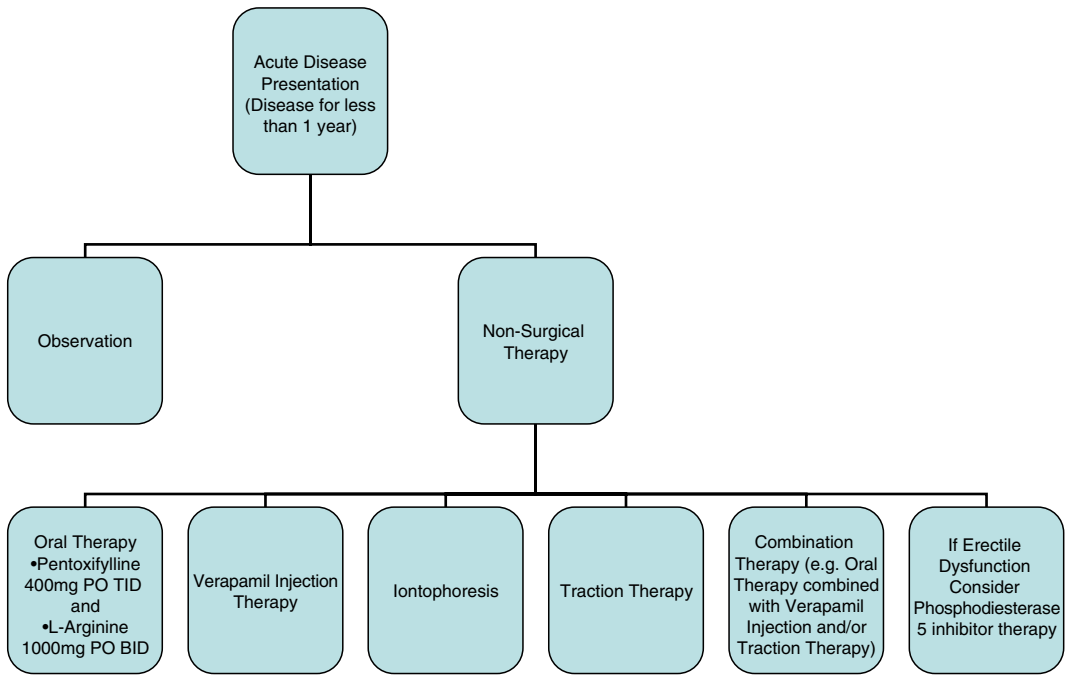 Acute Disease
Presentation
(Disease for less
than 1 year)
Observation
Non-Surgical
Therapy
Oral Therapy
•Pentoxifylline
400mg PO TID
and
•L-Arginine
1000mg PO BID
Verapamil Injection
Therapy
Iontophoresis
Traction Therapy
Combination
Therapy (e.g. Oral
Therapy combined
with Verapamil
Injection and/or
Traction Therapy)
If Erectile
Dysfunction
Consider
Phosphodiesterase
5 inhibitor therapy